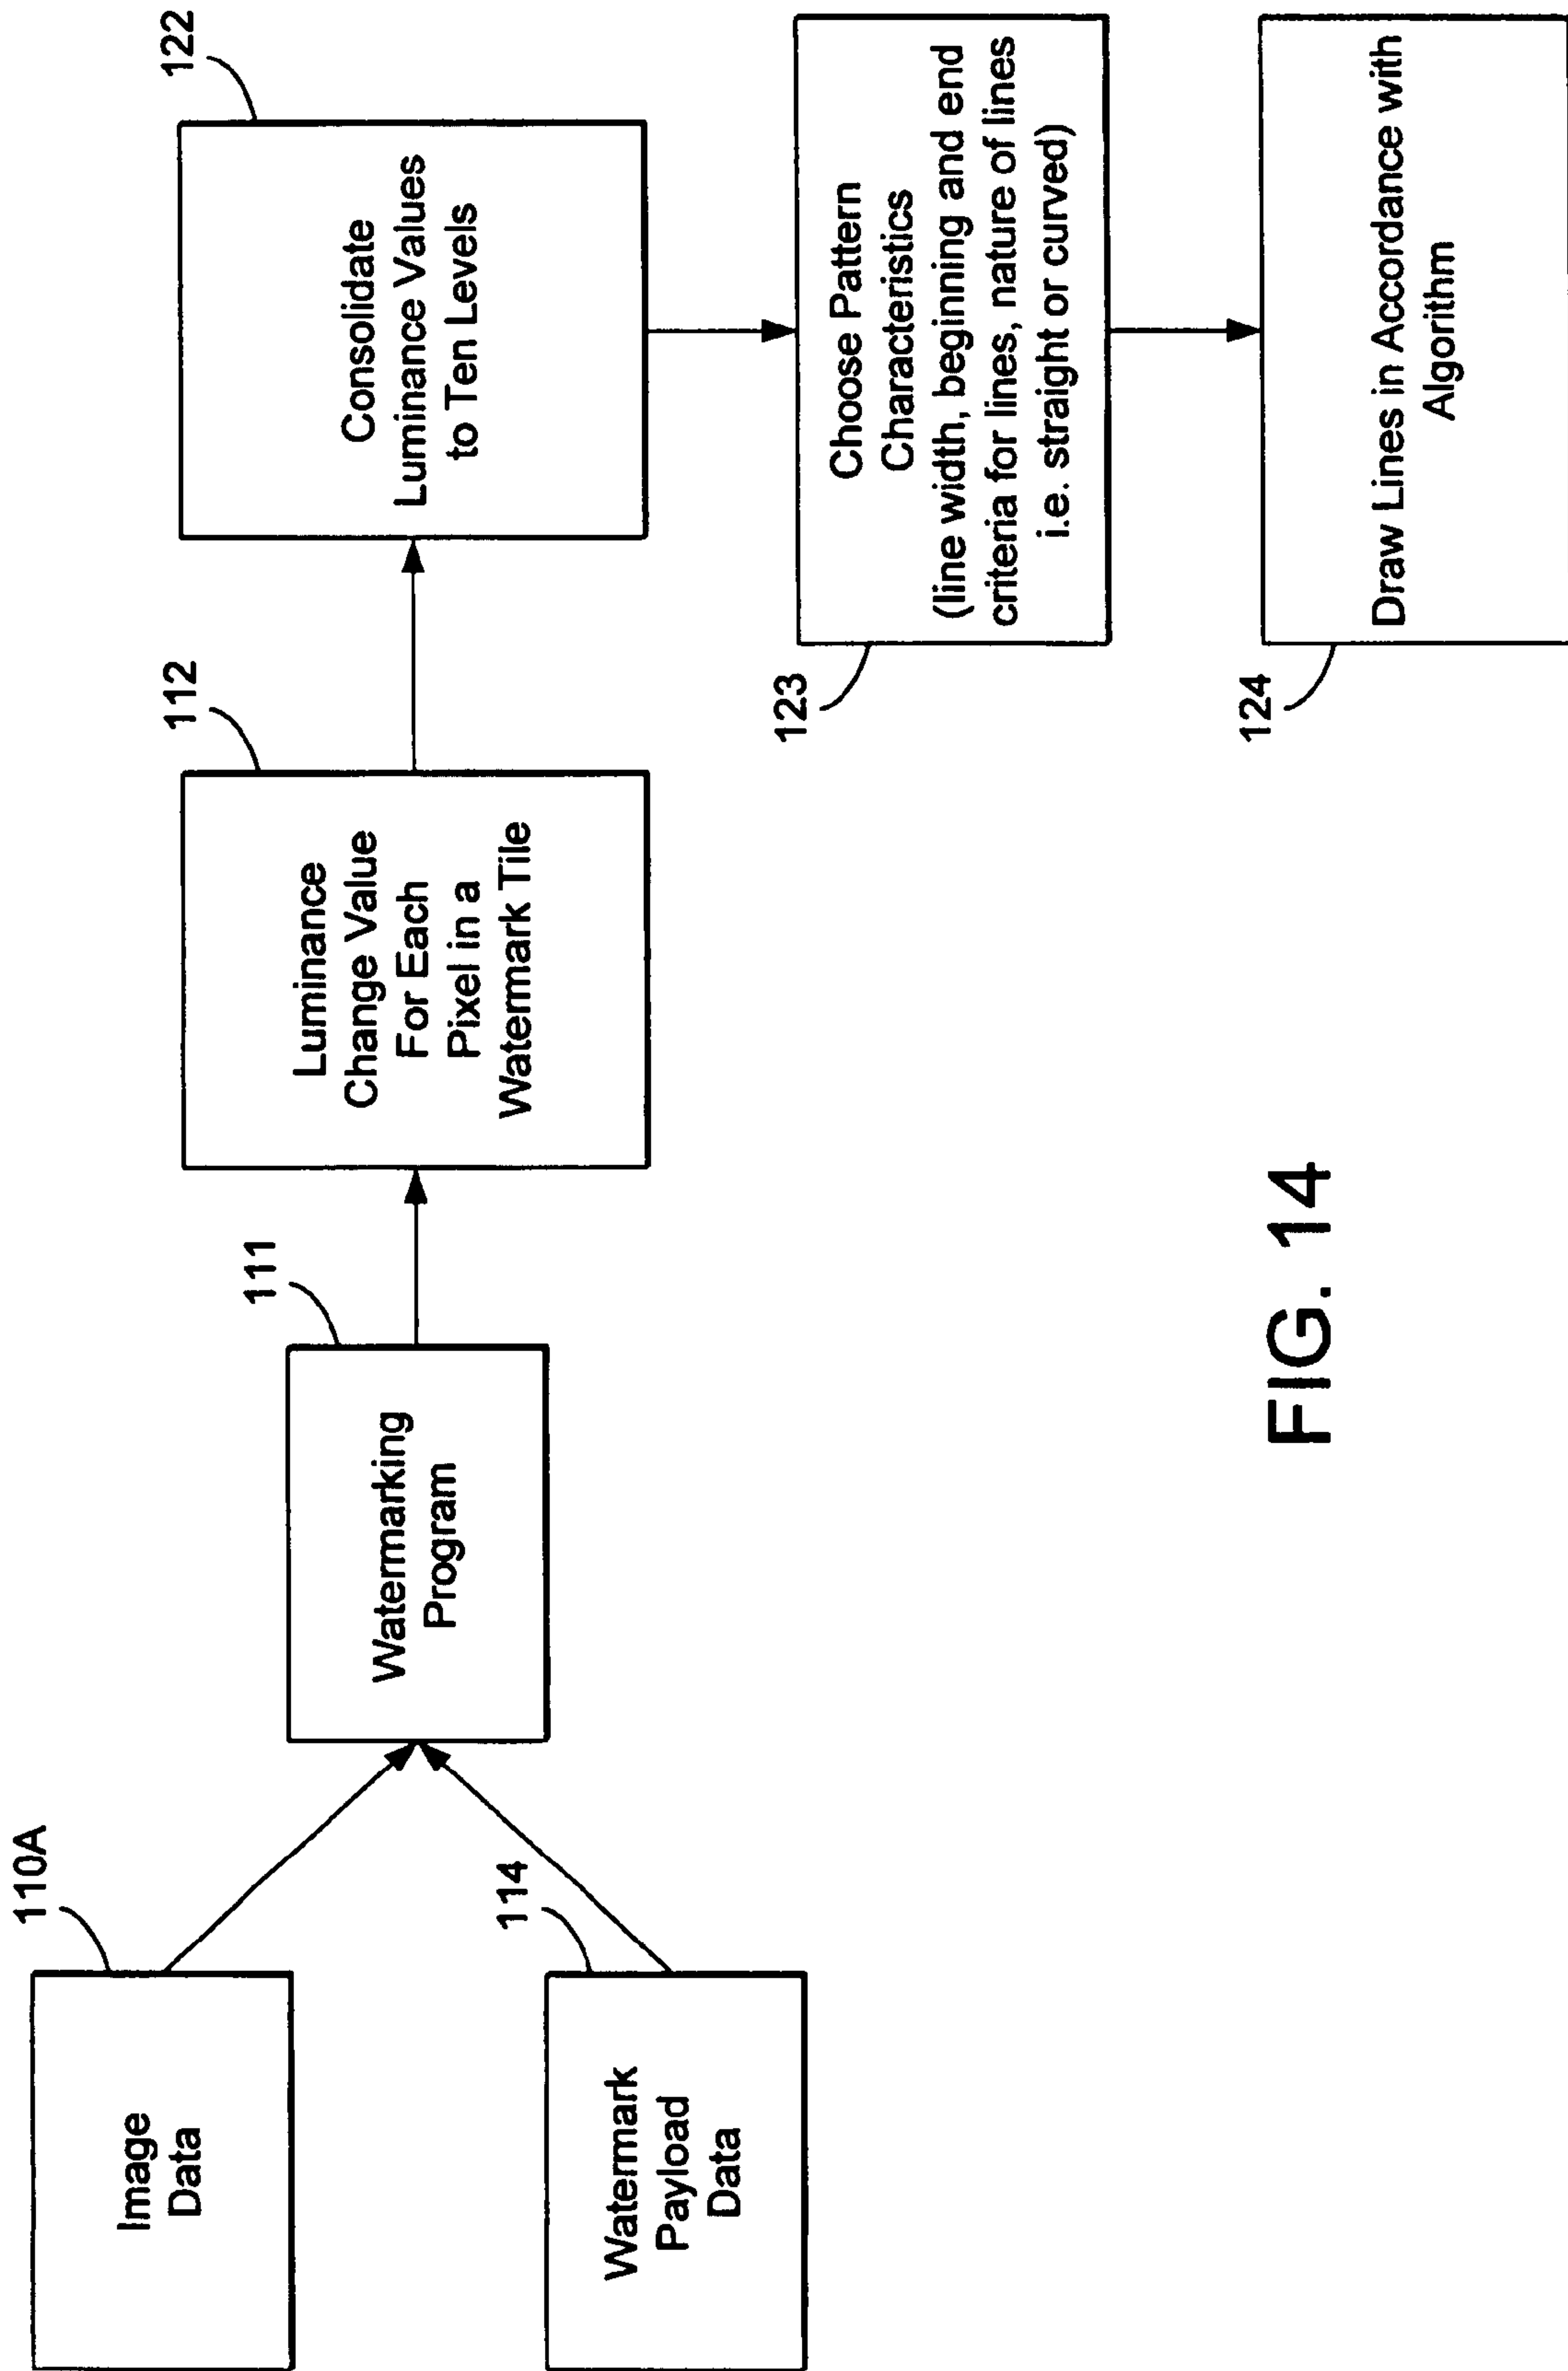 110A
Image
Data
114
Watermark
Payload
Data
111
Watermarking
Program
112
Luminance
Change Value
For Each
Pixel in a
Watermark Tile
122
Consolidate
Luminance Values
to Ten Levels
123
Choose Pattern
Characteristics
(line width, beginning and end
criteria for lines, nature of lines
i.e. straight or curved)
124
Draw Lines in Accordance with
Algorithm
FIG. 14